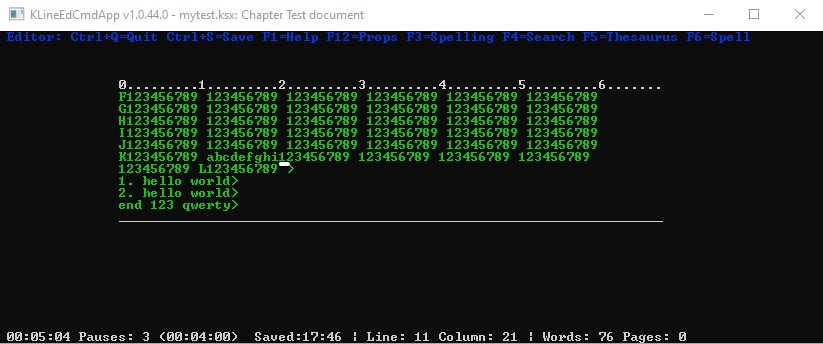 KLineEdCmdApp v1.0.44.0 - mytest.ksx: Chapter Test document
Editor: Ctrl+Q=Quit Ctrl+S=Save F1=Help F12=Props F3=Spelling F4=Search F5=Thesaurus F6=Spell
0.........1.........2.........3.........4.........5.........6.......
F123456789 123456789 123456789 123456789 123456789 123456789
G123456789 123456789 123456789 123456789 123456789 123456789
H123456789 123456789 123456789 123456789 123456789 123456789
I123456789 123456789 123456789 123456789 123456789 123456789
J123456789 123456789 123456789 123456789 123456789 123456789
K123456789 abcdefghi123456789 123456789 123456789 123456789
123456789 L123456789 >
1. hello world>
2. hello world>
end 123 qwerty>
00:05:04 Pauses: 3 (00:04:00)  Saved:17:46 ¦ Line: 11 Column: 21 ¦ Words: 76 Pages: 0